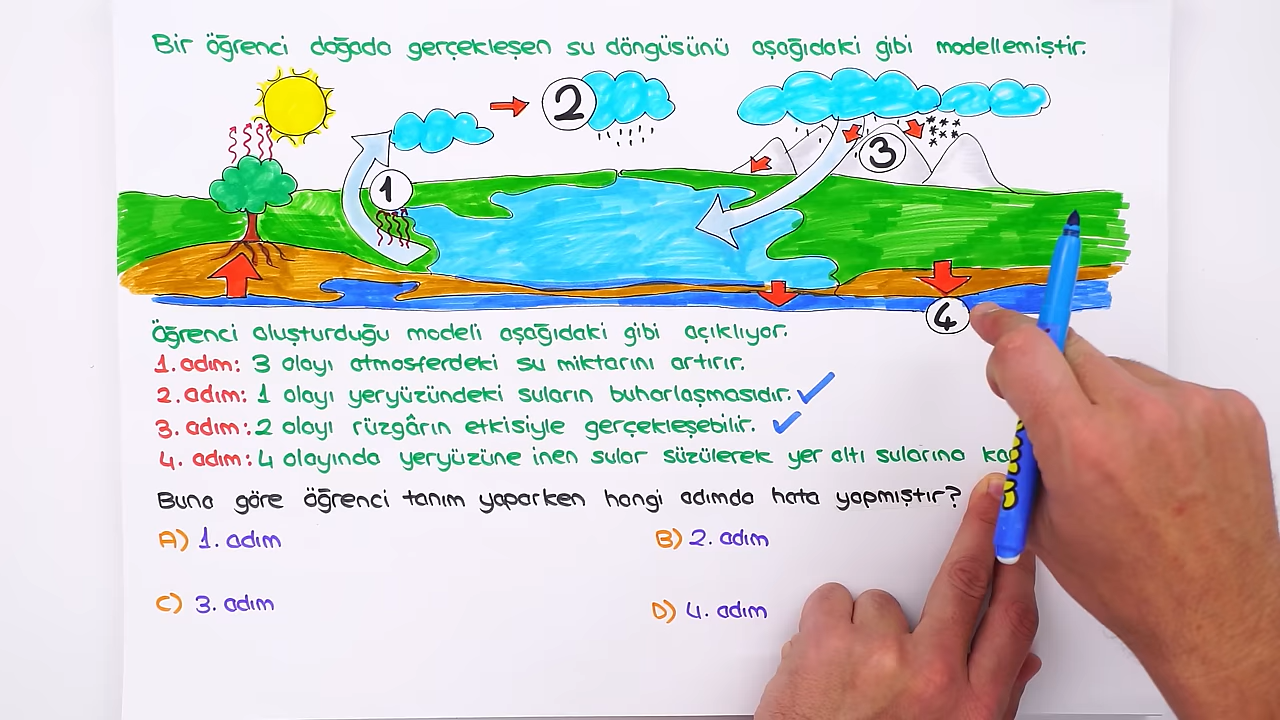 Bir öğrenci doğada gerçekleşen su döngüsünü aşağıdaki gibi modellemiştir.
2
3
1
4
Öğrenci oluşturduğu modeli aşağıdaki gibi açıklıyor.
1. adım: 3 olayı atmosferdeki su miktarını artırır.
2. adım: 1 olayı yeryüzündeki suların buharlaşmasıdır.
3. adım: 2 olayı rüzgârın etkisiyle gerçekleşebilir.
4. adım: 4 olayında yeryüzüne inen sular süzülerek yer altı sularına
Buna göre öğrenci tanım yaparken hangi adımda hata yapmıştır?
A) 1. adım
B) 2. adım
C) 3. adım
D) 4. adım